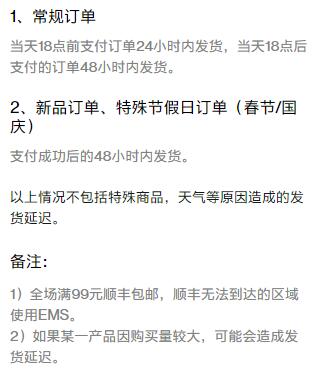 1、常规订单
当天18点前支付订单24小时内发货，当天18点后
支付的订单48小时内发货。
2、新品订单、特殊节假日订单（春节/国
庆）
支付成功后的48小时内发货。
以上情况不包括特殊商品，天气等原因造成的发
货延迟。
备注：
1）全场满99元顺丰包邮，顺丰无法到达的区域
使用EMS。
2）如果某一产品因购买量较大，可能会造成发
货延迟。